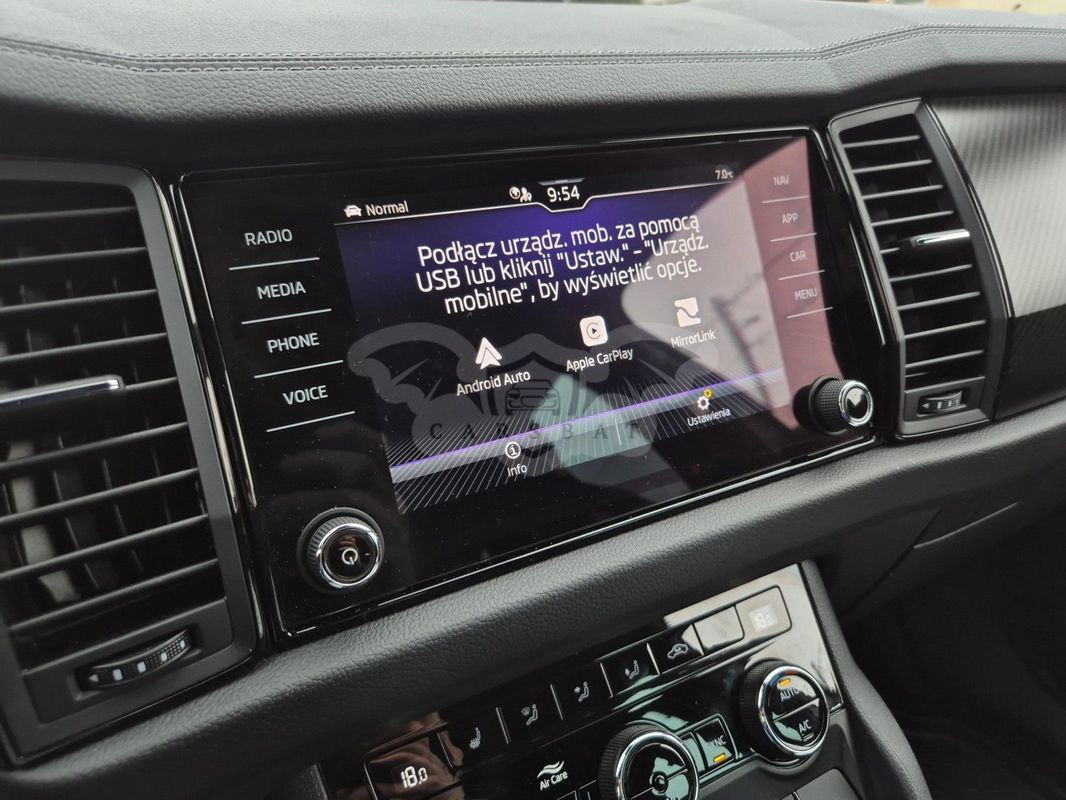 Normal
9:54
7.0°C
Podłącz urządz. mob. za pomocą
USB lub kliknij "Ustaw." - "Urządz.
mobilne", by wyświetlić opcje.
Android Auto
Apple CarPlay
MirrorLink
Info
Ustawienia
RADIO
MEDIA
PHONE
VOICE
NAV
APP
CAR
MENU
CARSBAT
18.0
18.0
Air Care
AUTO
A/C